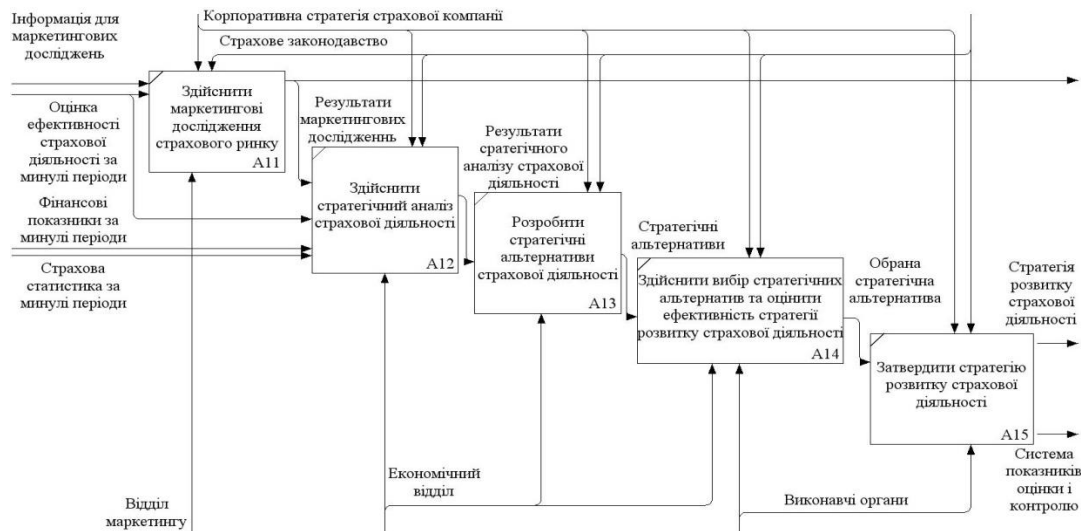 Інформація для
маркетингових
досліджень
Корпоративна стратегія страхової компанії
Страхове законодавство
Здійснити
маркетингові
дослідження
страхового ринку
A11
Оцінка
ефективності
страхової
діяльності за
минулі періоди
Результати
маркетингових
дослідженнь
Результати
сратегічного
аналізу страхової
діяльності
Фінансові
показники за
минулі періоди
Здійснити
стратегічний аналіз
страхової діяльності
A12
Страхова
статистика за
минулі періоди
Розробити
стратегічні
альтернативи
страхової діяльності
A13
Стратегічні
альтернативи
Здійснити вибір стратегічних
альтернатив та оцінити
ефективність стратегії
розвитку страхової діяльності
A14
Обрана
стратегічна
альтернатива
Стратегія
розвитку
страхової
діяльності
Затвердити стратегію
розвитку страхової
діяльності
A15
Система
показників
оцінки і
контролю
Відділ
маркетингу
Економічний
відділ
Виконавчі органи